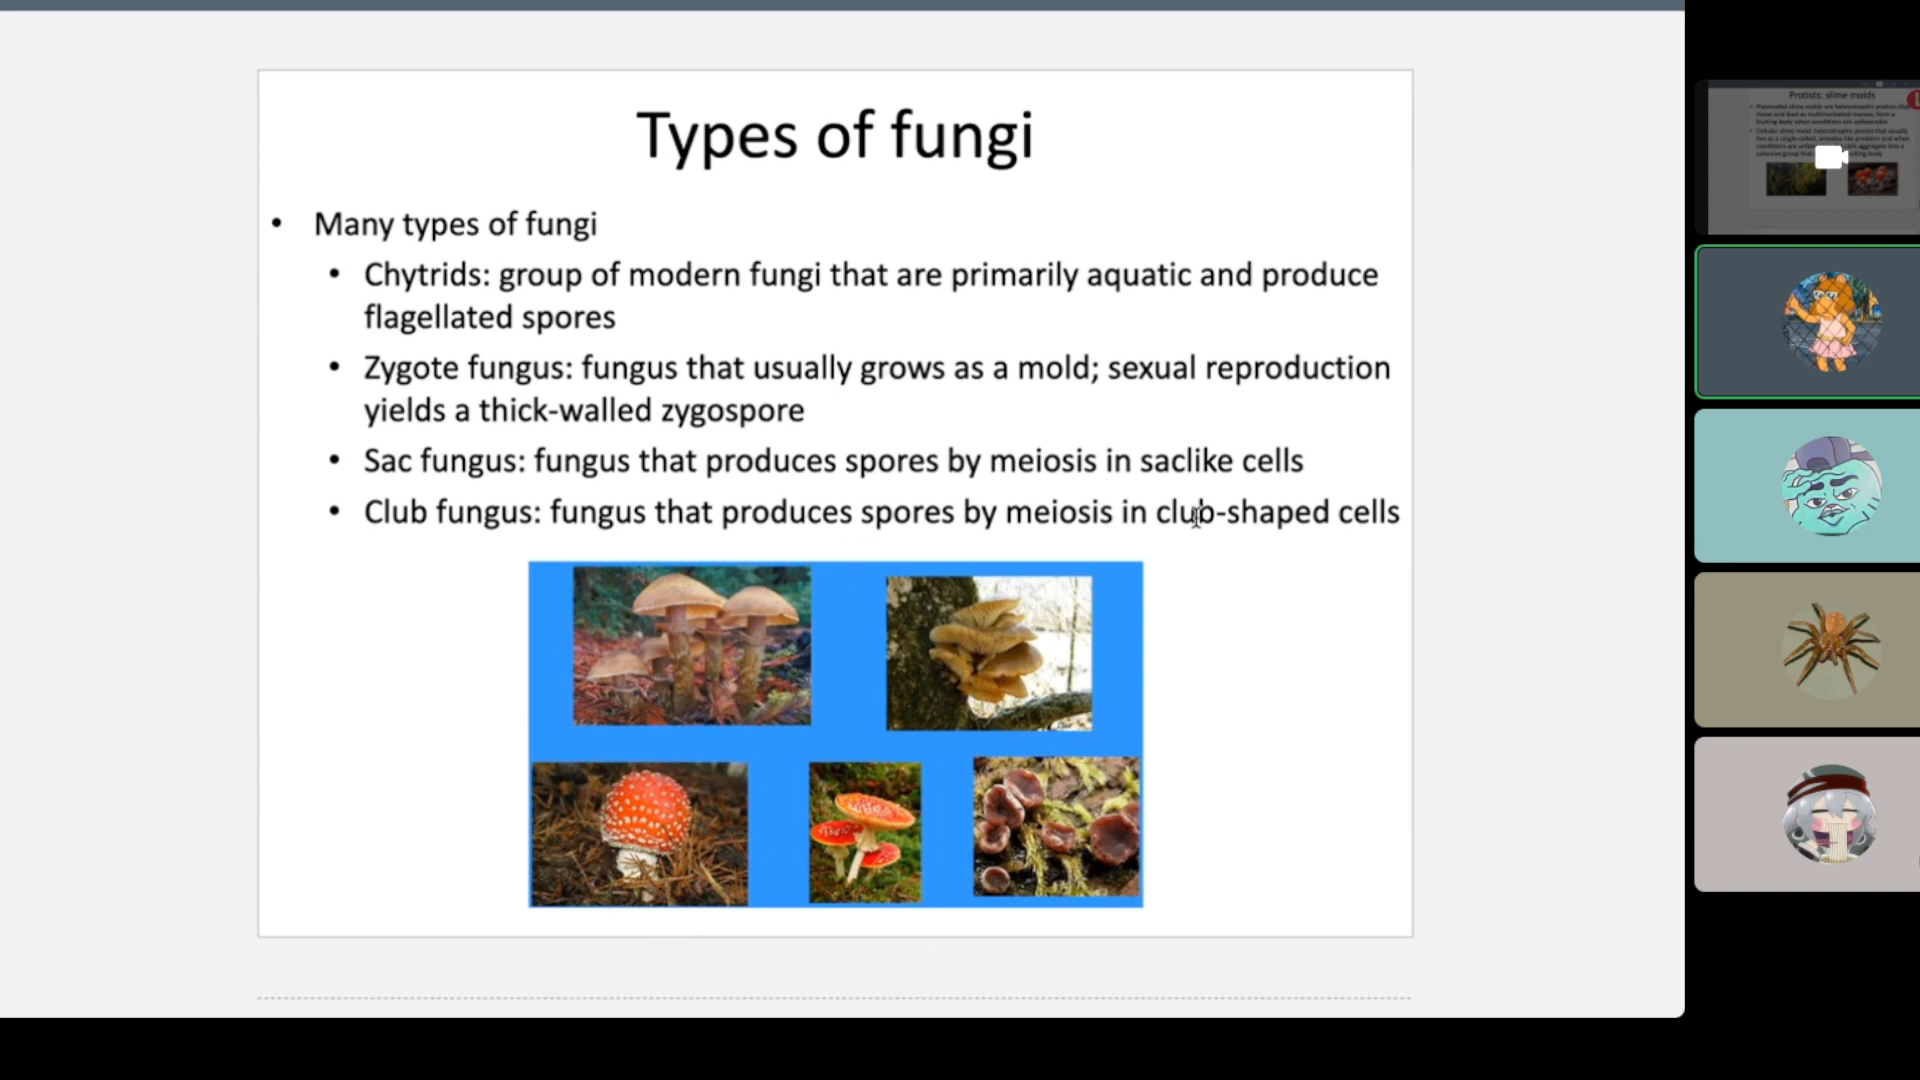 Types of fungi
• Many types of fungi
• Chytrids: group of modern fungi that are primarily aquatic and produce
flagellated spores
• Zygote fungus: fungus that usually grows as a mold; sexual reproduction
yields a thick-walled zygospore
• Sac fungus: fungus that produces spores by meiosis in saclike cells
• Club fungus: fungus that produces spores by meiosis in club-shaped cells
Protists: slime molds